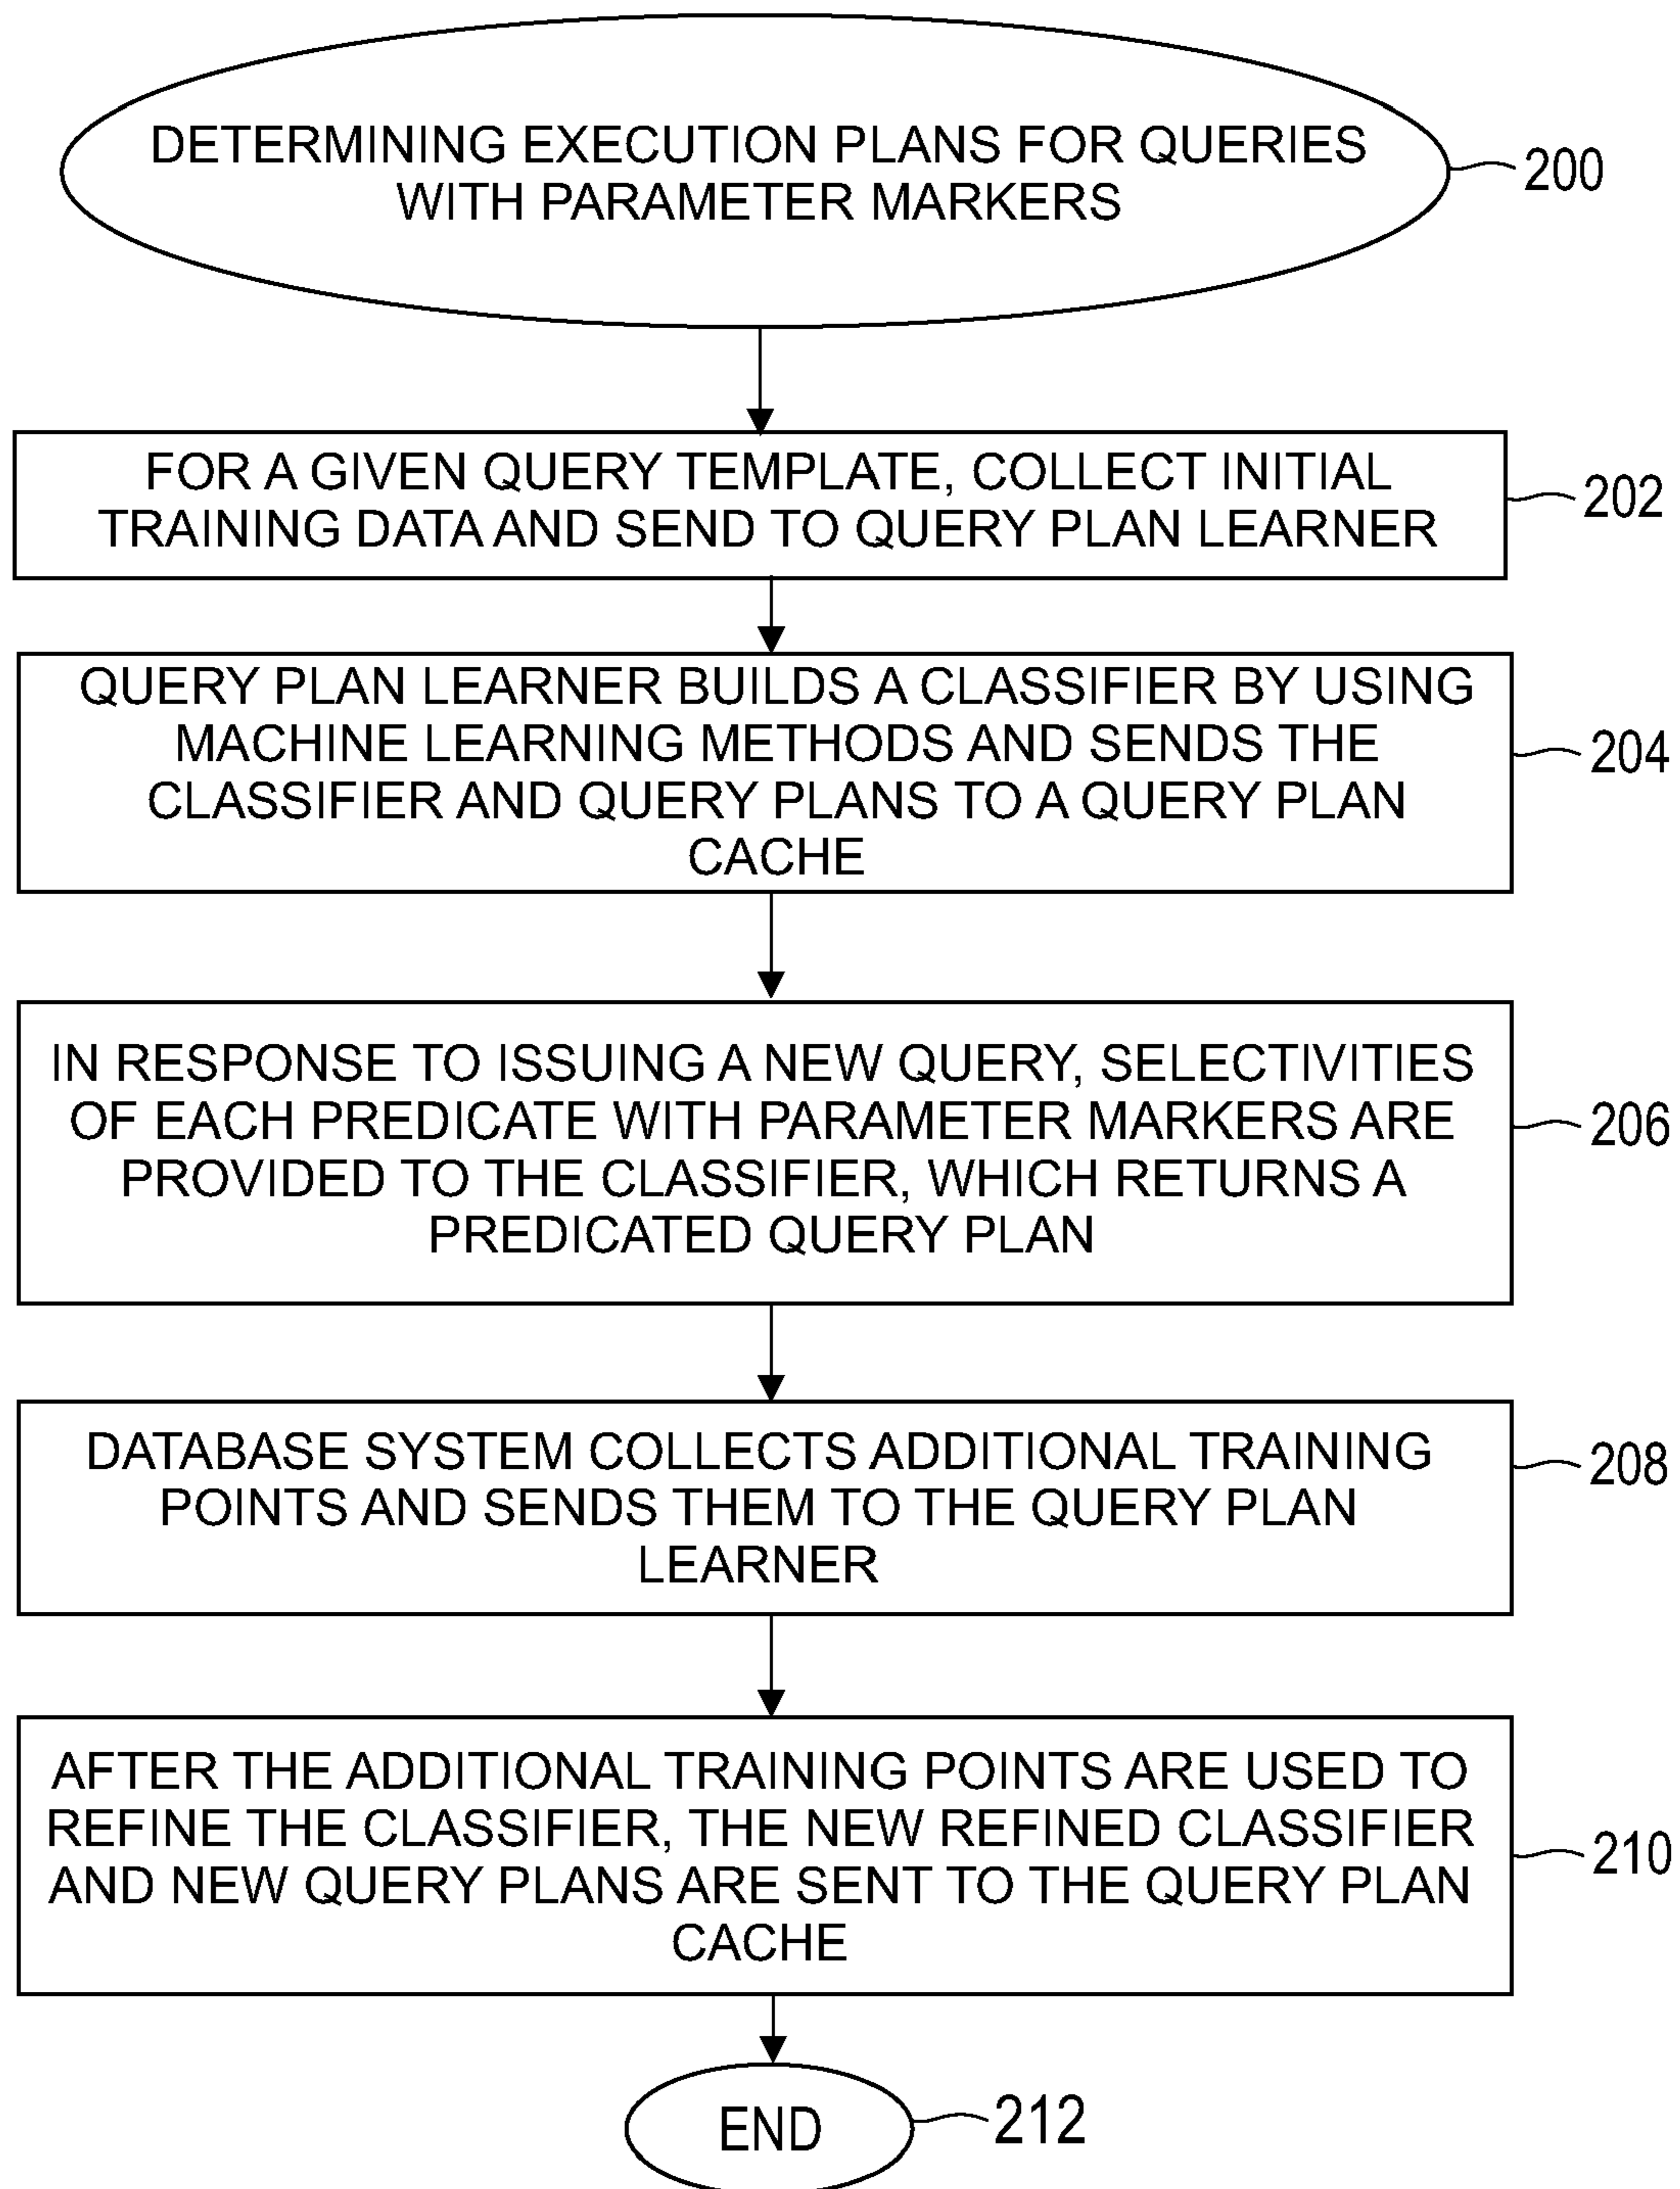 DETERMINING EXECUTION PLANS FOR QUERIES
WITH PARAMETER MARKERS
200
FOR A GIVEN QUERY TEMPLATE, COLLECT INITIAL
TRAINING DATA AND SEND TO QUERY PLAN LEARNER
202
QUERY PLAN LEARNER BUILDS A CLASSIFIER BY USING
MACHINE LEARNING METHODS AND SENDS THE
CLASSIFIER AND QUERY PLANS TO A QUERY PLAN
CACHE
204
IN RESPONSE TO ISSUING A NEW QUERY, SELECTIVITIES
OF EACH PREDICATE WITH PARAMETER MARKERS ARE
PROVIDED TO THE CLASSIFIER, WHICH RETURNS A
PREDICATED QUERY PLAN
206
DATABASE SYSTEM COLLECTS ADDITIONAL TRAINING
POINTS AND SENDS THEM TO THE QUERY PLAN
LEARNER
208
AFTER THE ADDITIONAL TRAINING POINTS ARE USED TO
REFINE THE CLASSIFIER, THE NEW REFINED CLASSIFIER
AND NEW QUERY PLANS ARE SENT TO THE QUERY PLAN
CACHE
210
END
212